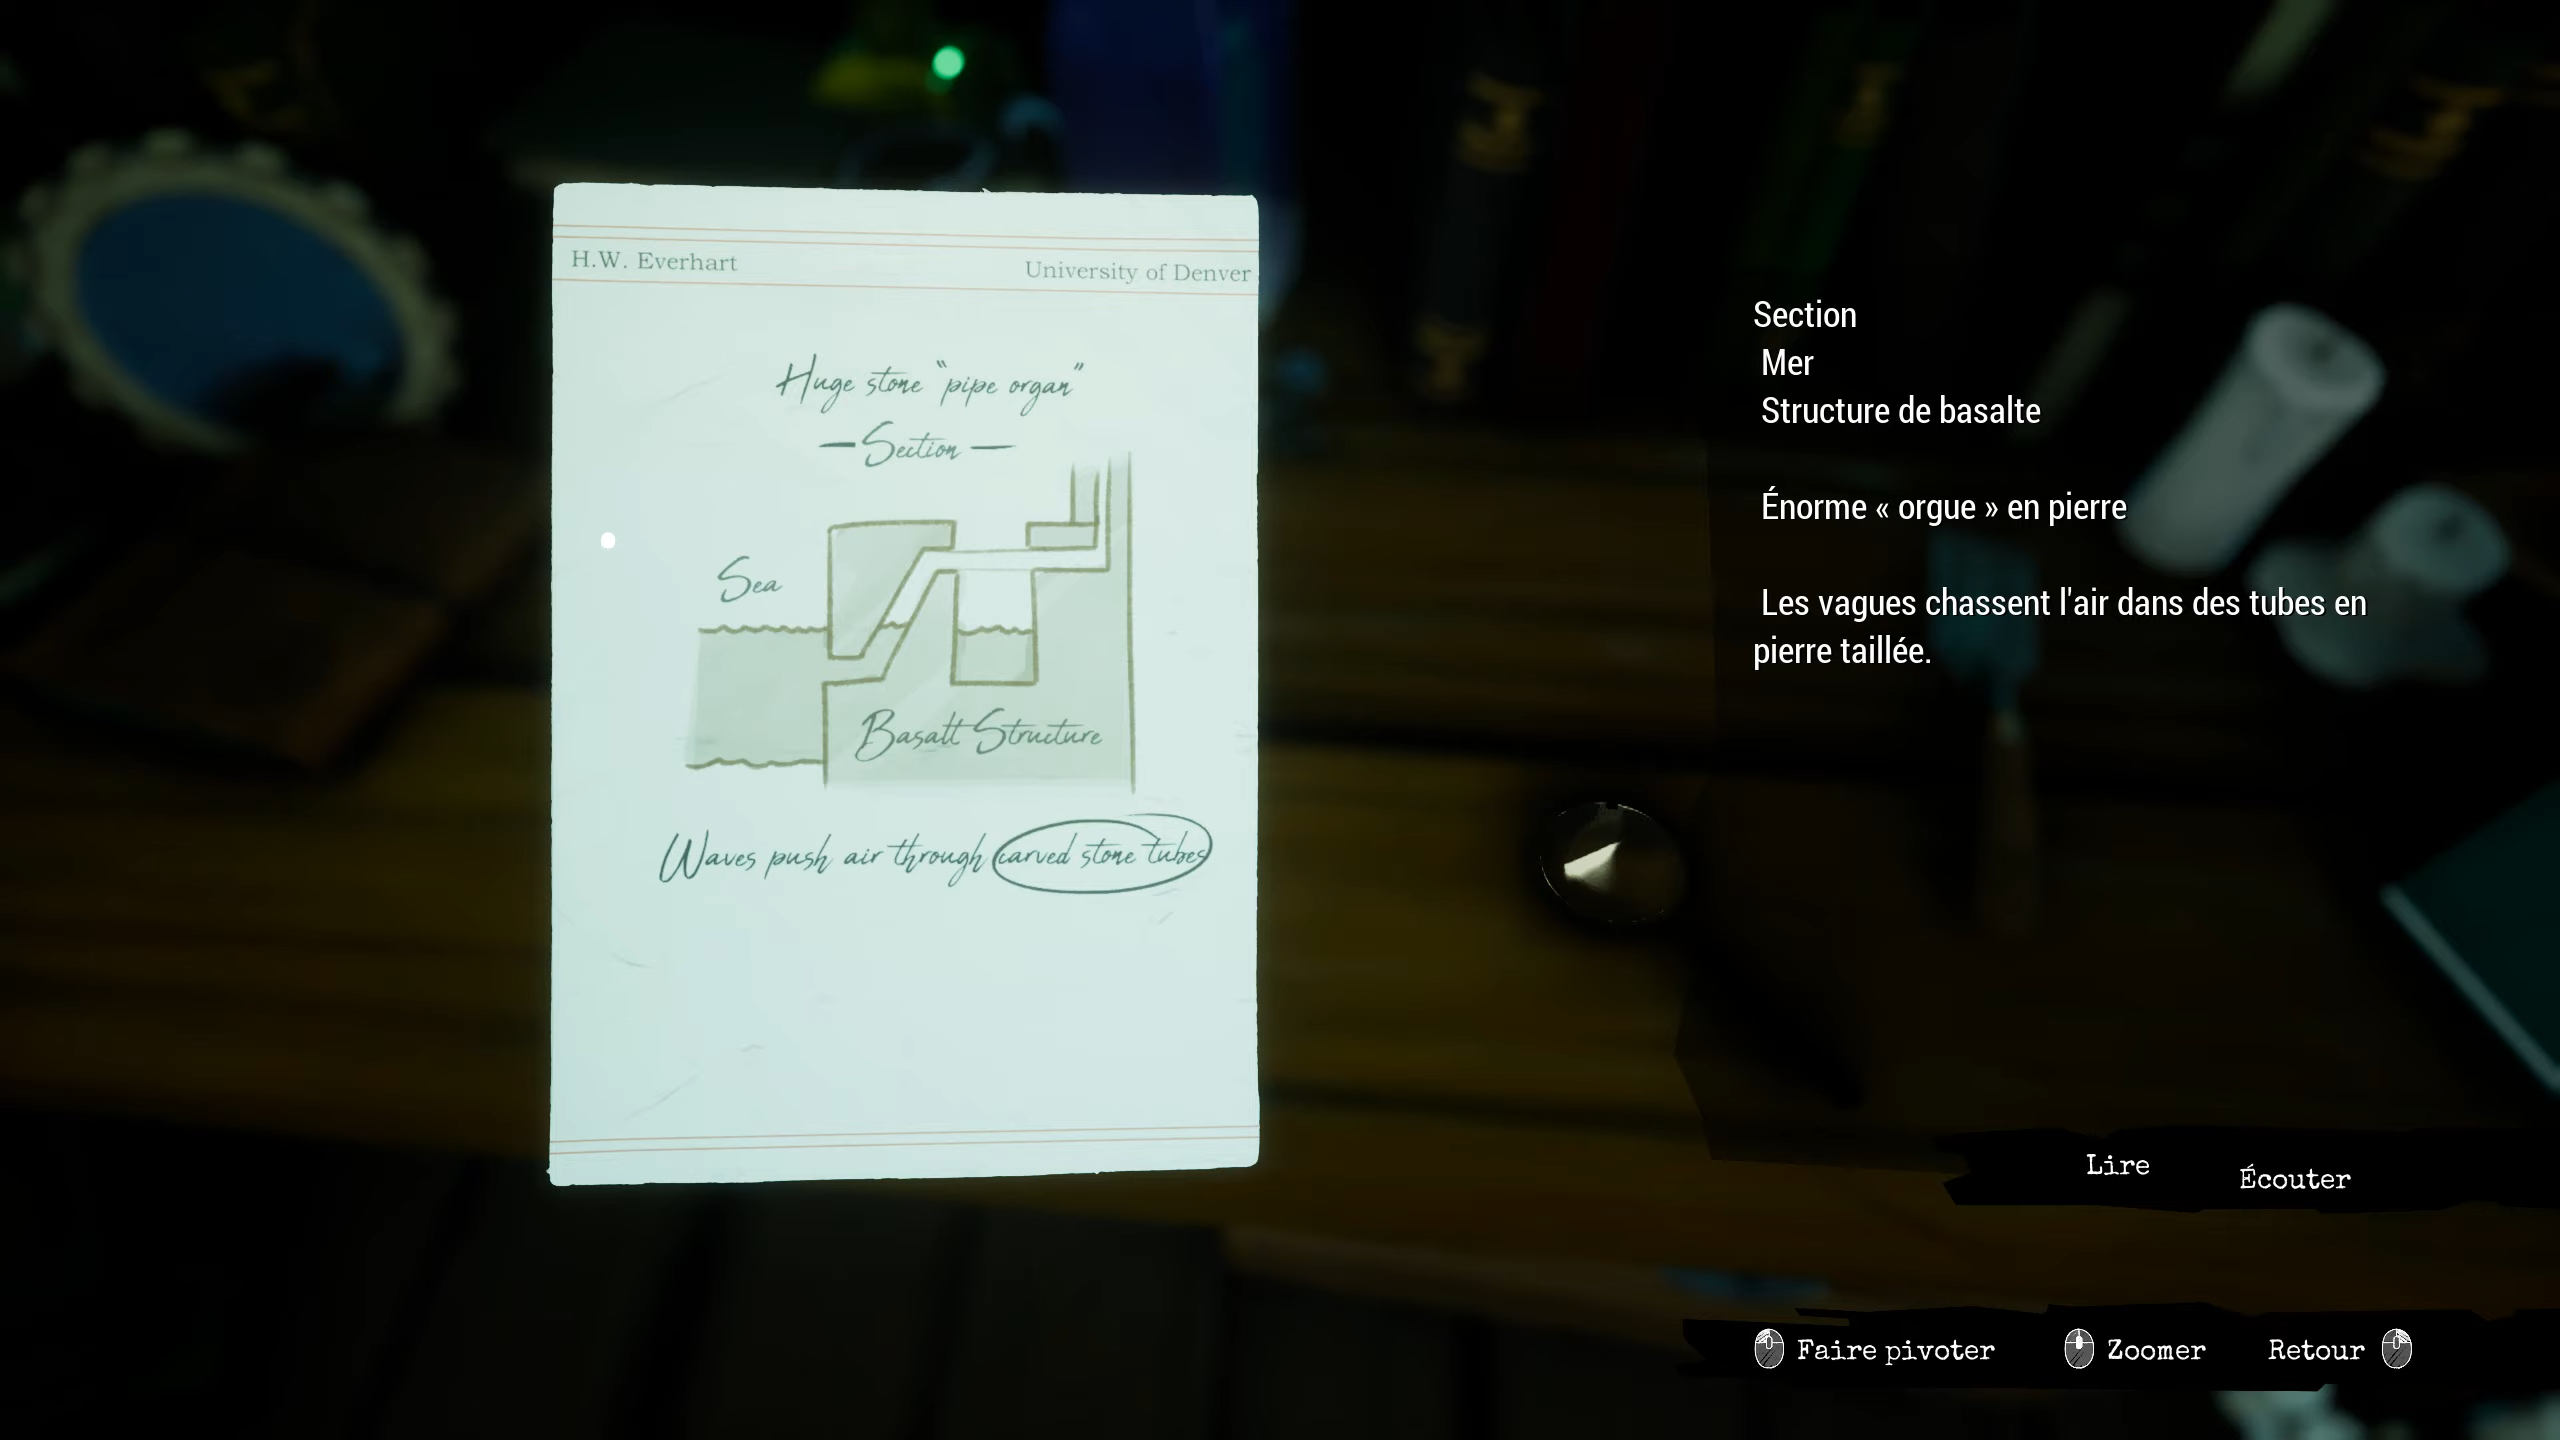 H.W. Everhart
University of Denver
Huge stone "pipe organ"
— Section —
Sea
Basalt Structure
Waves push air through carved stone tubes
Section
Mer
Structure de basalte
Énorme « orgue » en pierre
Les vagues chassent l'air dans des tubes en
pierre taillée.
Lire
Écouter
Faire pivoter
Zoomer
Retour